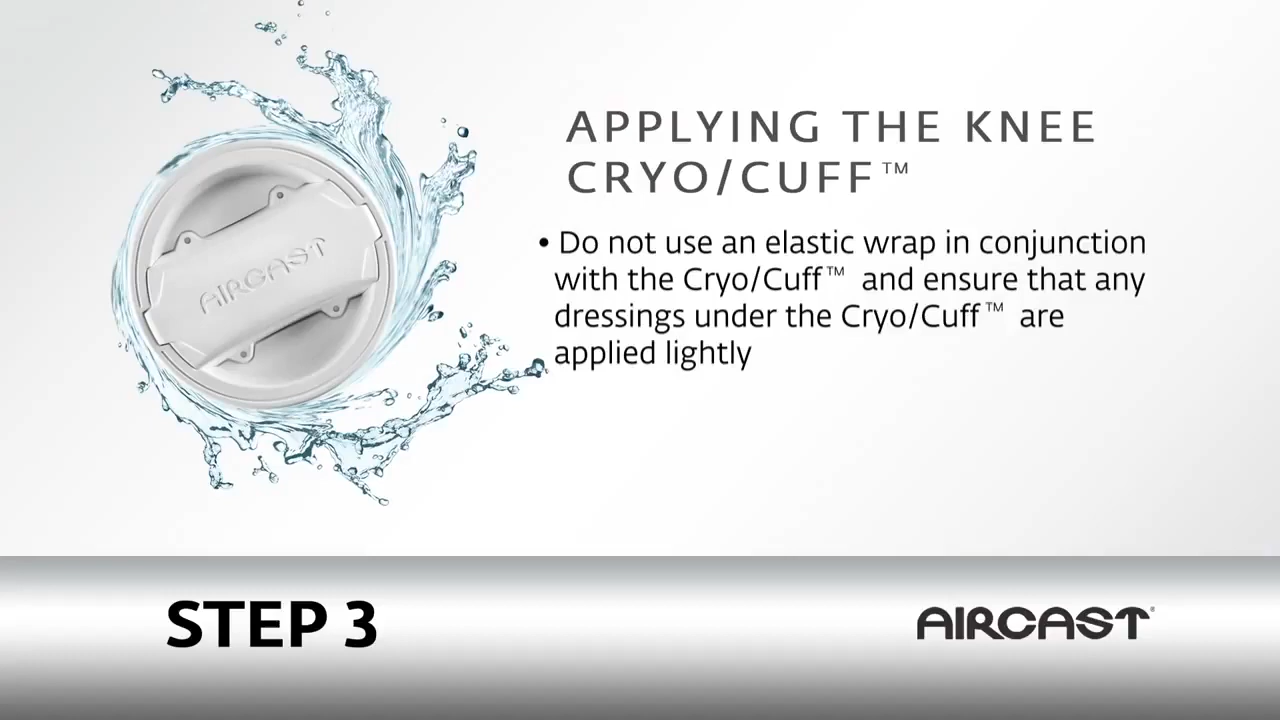 APPLYING THE KNEE
CRYO/CUFF™
• Do not use an elastic wrap in conjunction
with the Cryo/Cuff™ and ensure that any
dressings under the Cryo/Cuff™ are
applied lightly
AIRCAST
STEP 3
AIRCAST®